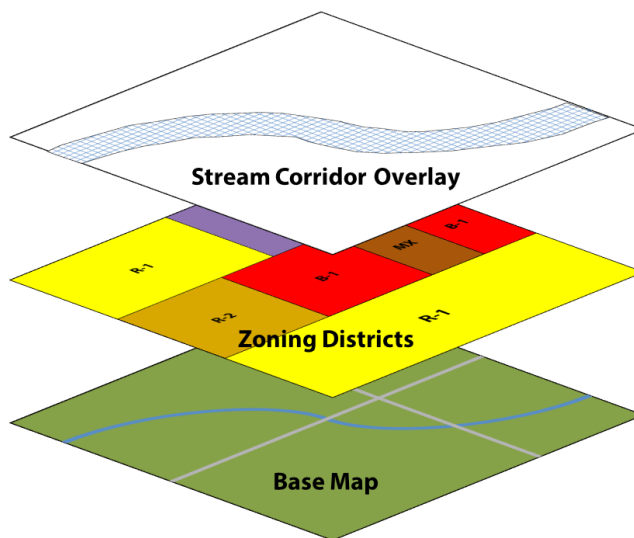 Stream Corridor Overlay
B-1
MX
R-1
B-1
R-2
R-1
Zoning Districts
Base Map